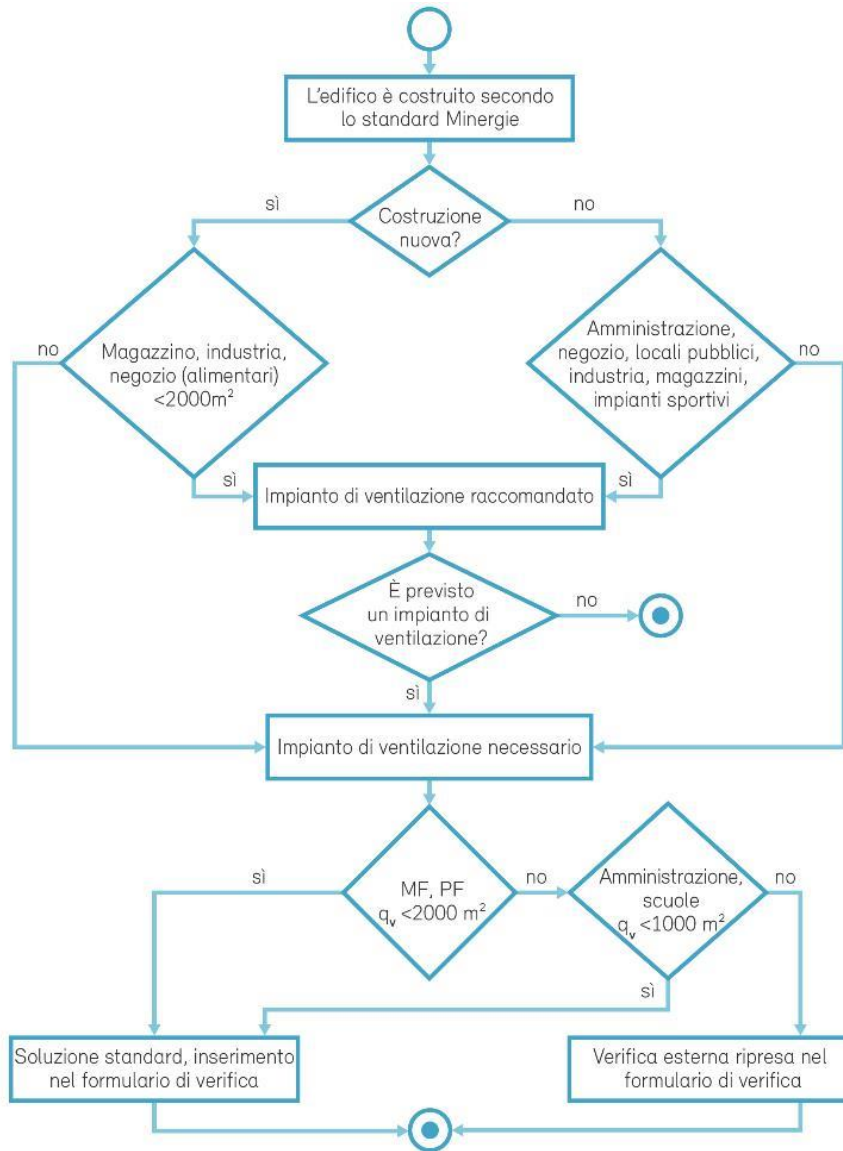 L'edifico è costruito secondo
lo standard Minergie
sì
Costruzione
nuova?
no
no
Magazzino, industria,
negozio (alimentari)
<2000m²
sì
Amministrazione,
negozio, locali pubblici,
industria, magazzini,
impianti sportivi
no
sì
Impianto di ventilazione raccomandato
È previsto
un impianto di
ventilazione?
no
sì
Impianto di ventilazione necessario
sì
MF, PF
qᵥ <2000 m²
no
Amministrazione,
scuole
qᵥ <1000 m²
no
sì
Soluzione standard, inserimento
nel formulario di verifica
Verifica esterna ripresa nel
formulario di verifica